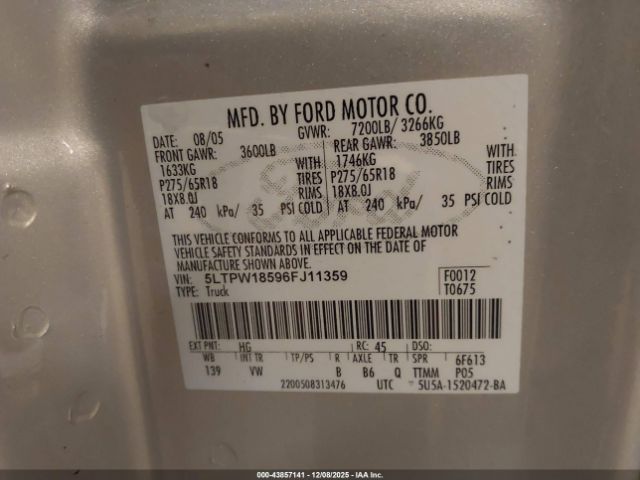 MFD. BY FORD MOTOR CO.
DATE: 08/05 GVWR: 7200LB/ 3266KG
FRONT GAWR: 3600LB REAR GAWR: 3850LB
1633KG WITH 1746KG WITH
P275/65R18 TIRES P275/65R18 TIRES
18X8.0J RIMS 18X8.0J RIMS
AT 240 kPa/ 35 PSI COLD AT 240 kPa/ 35 PSI COLD
THIS VEHICLE CONFORMS TO ALL APPLICABLE FEDERAL MOTOR
VEHICLE SAFETY STANDARDS IN EFFECT ON THE DATE OF
MANUFACTURE SHOWN ABOVE.
VIN: 5LTPW18596FJ11359 F0012
TYPE: Truck T0675
EXT PNT: HG RC: 45 DSO:
WB INT TR TP/PS R AXLE TR SPR 6F613
139 VW B B6 Q TTMM P05
2200508313476 UTC 5U5A-1520472-BA
000-43857141 - 12/08/2025 - IAA Inc.